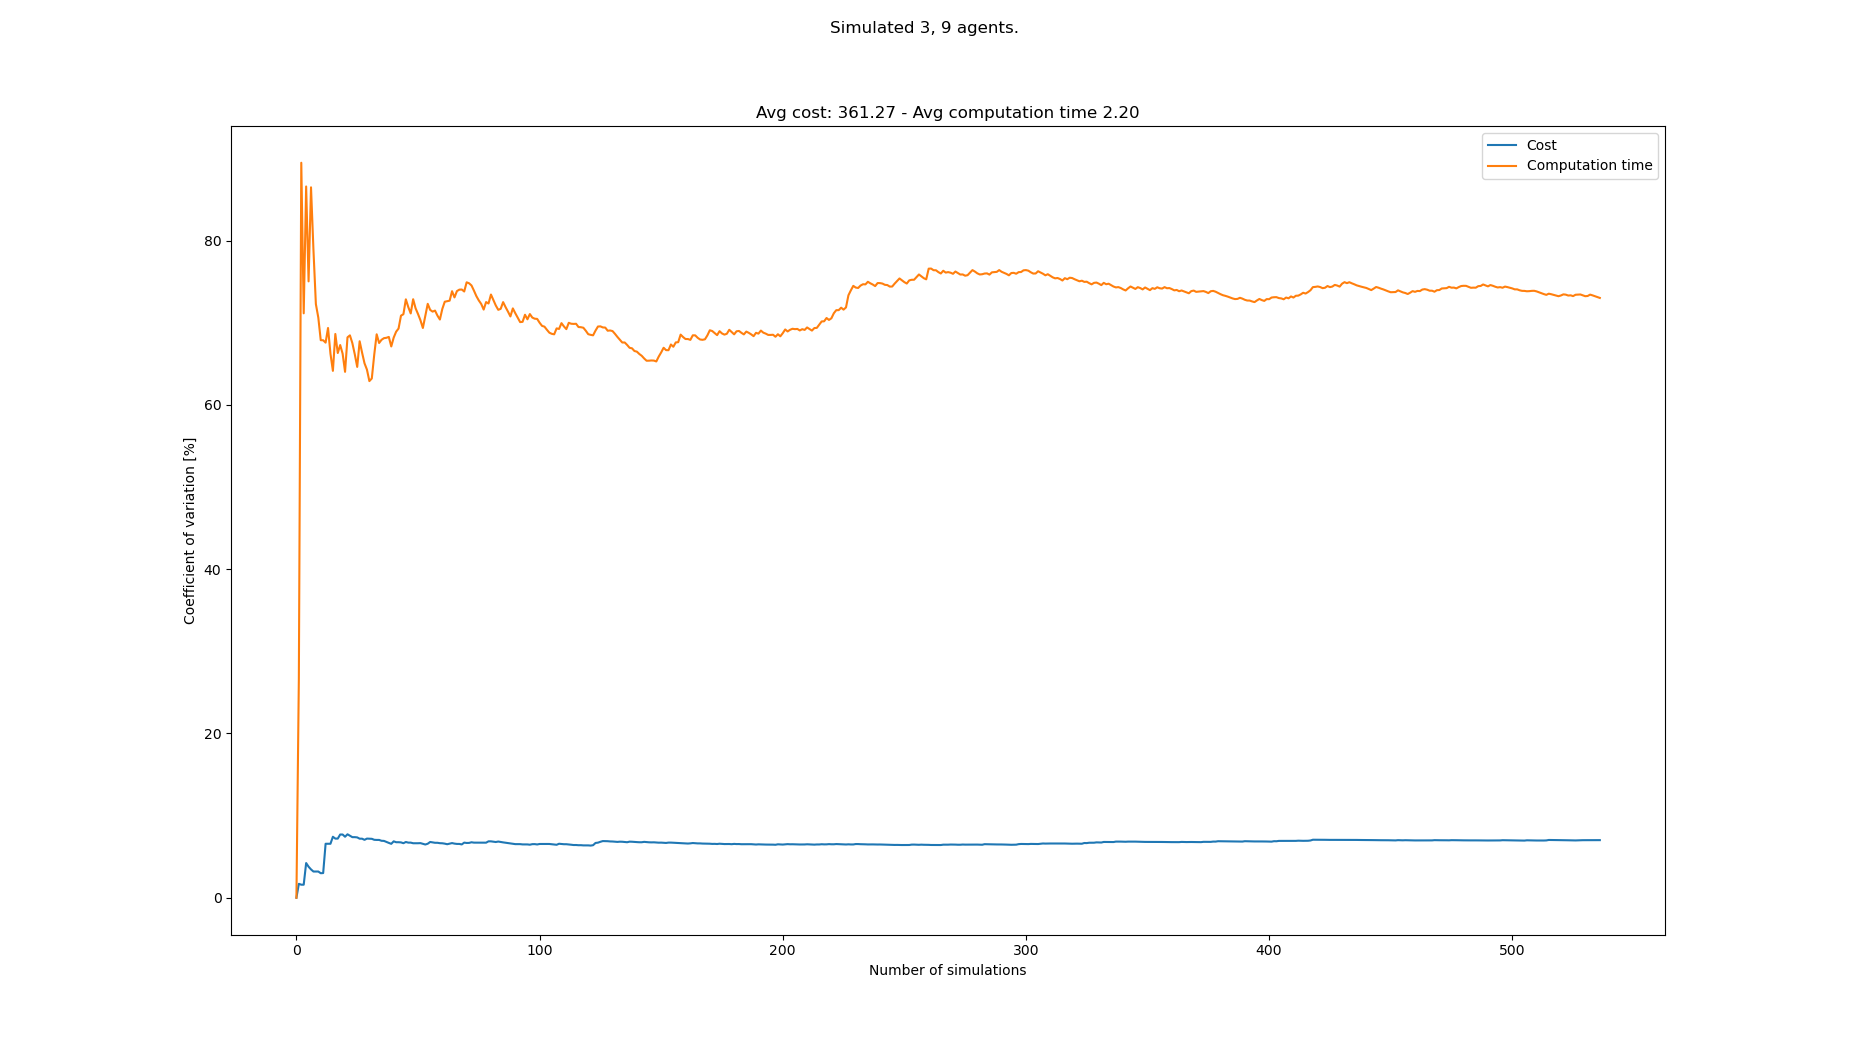 Simulated 3, 9 agents.
Avg cost: 361.27 - Avg computation time 2.20
Cost
Computation time
80
60
40
20
0
Coefficient of variation [%]
0 100 200 300 400 500
Number of simulations